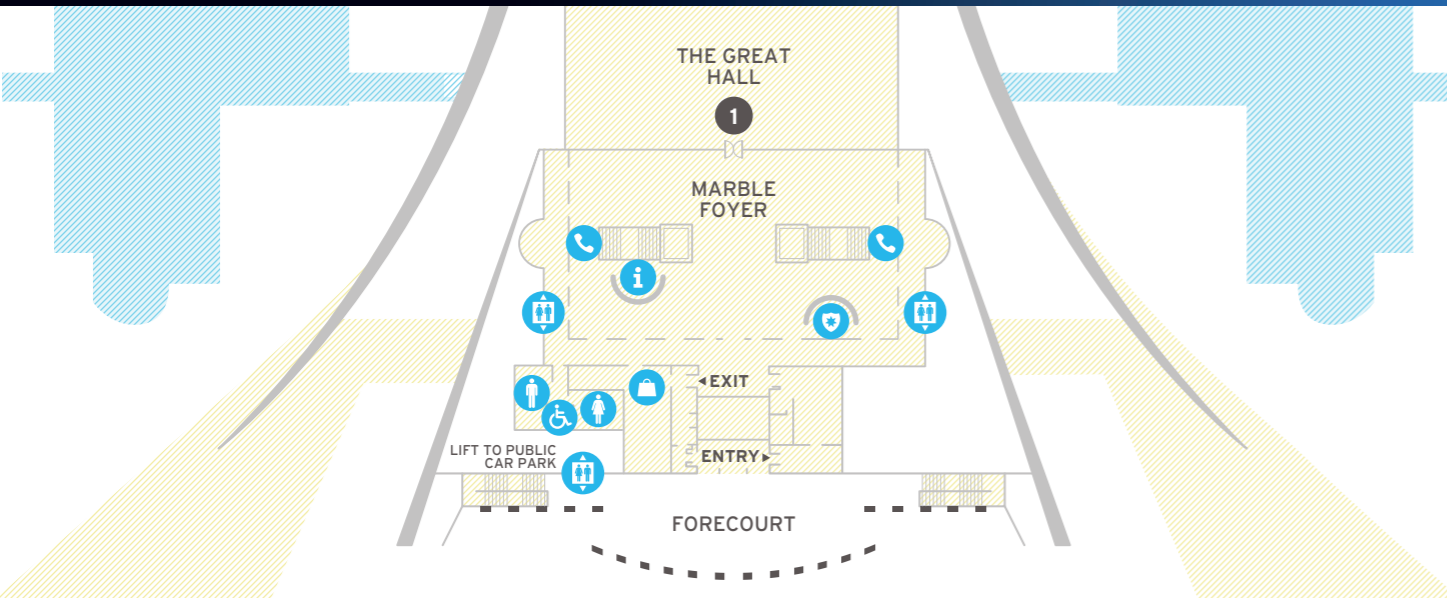 THE GREAT
HALL
1
MARBLE
FOYER
i
EXIT
ENTRY
LIFT TO PUBLIC
CAR PARK
FORECOURT